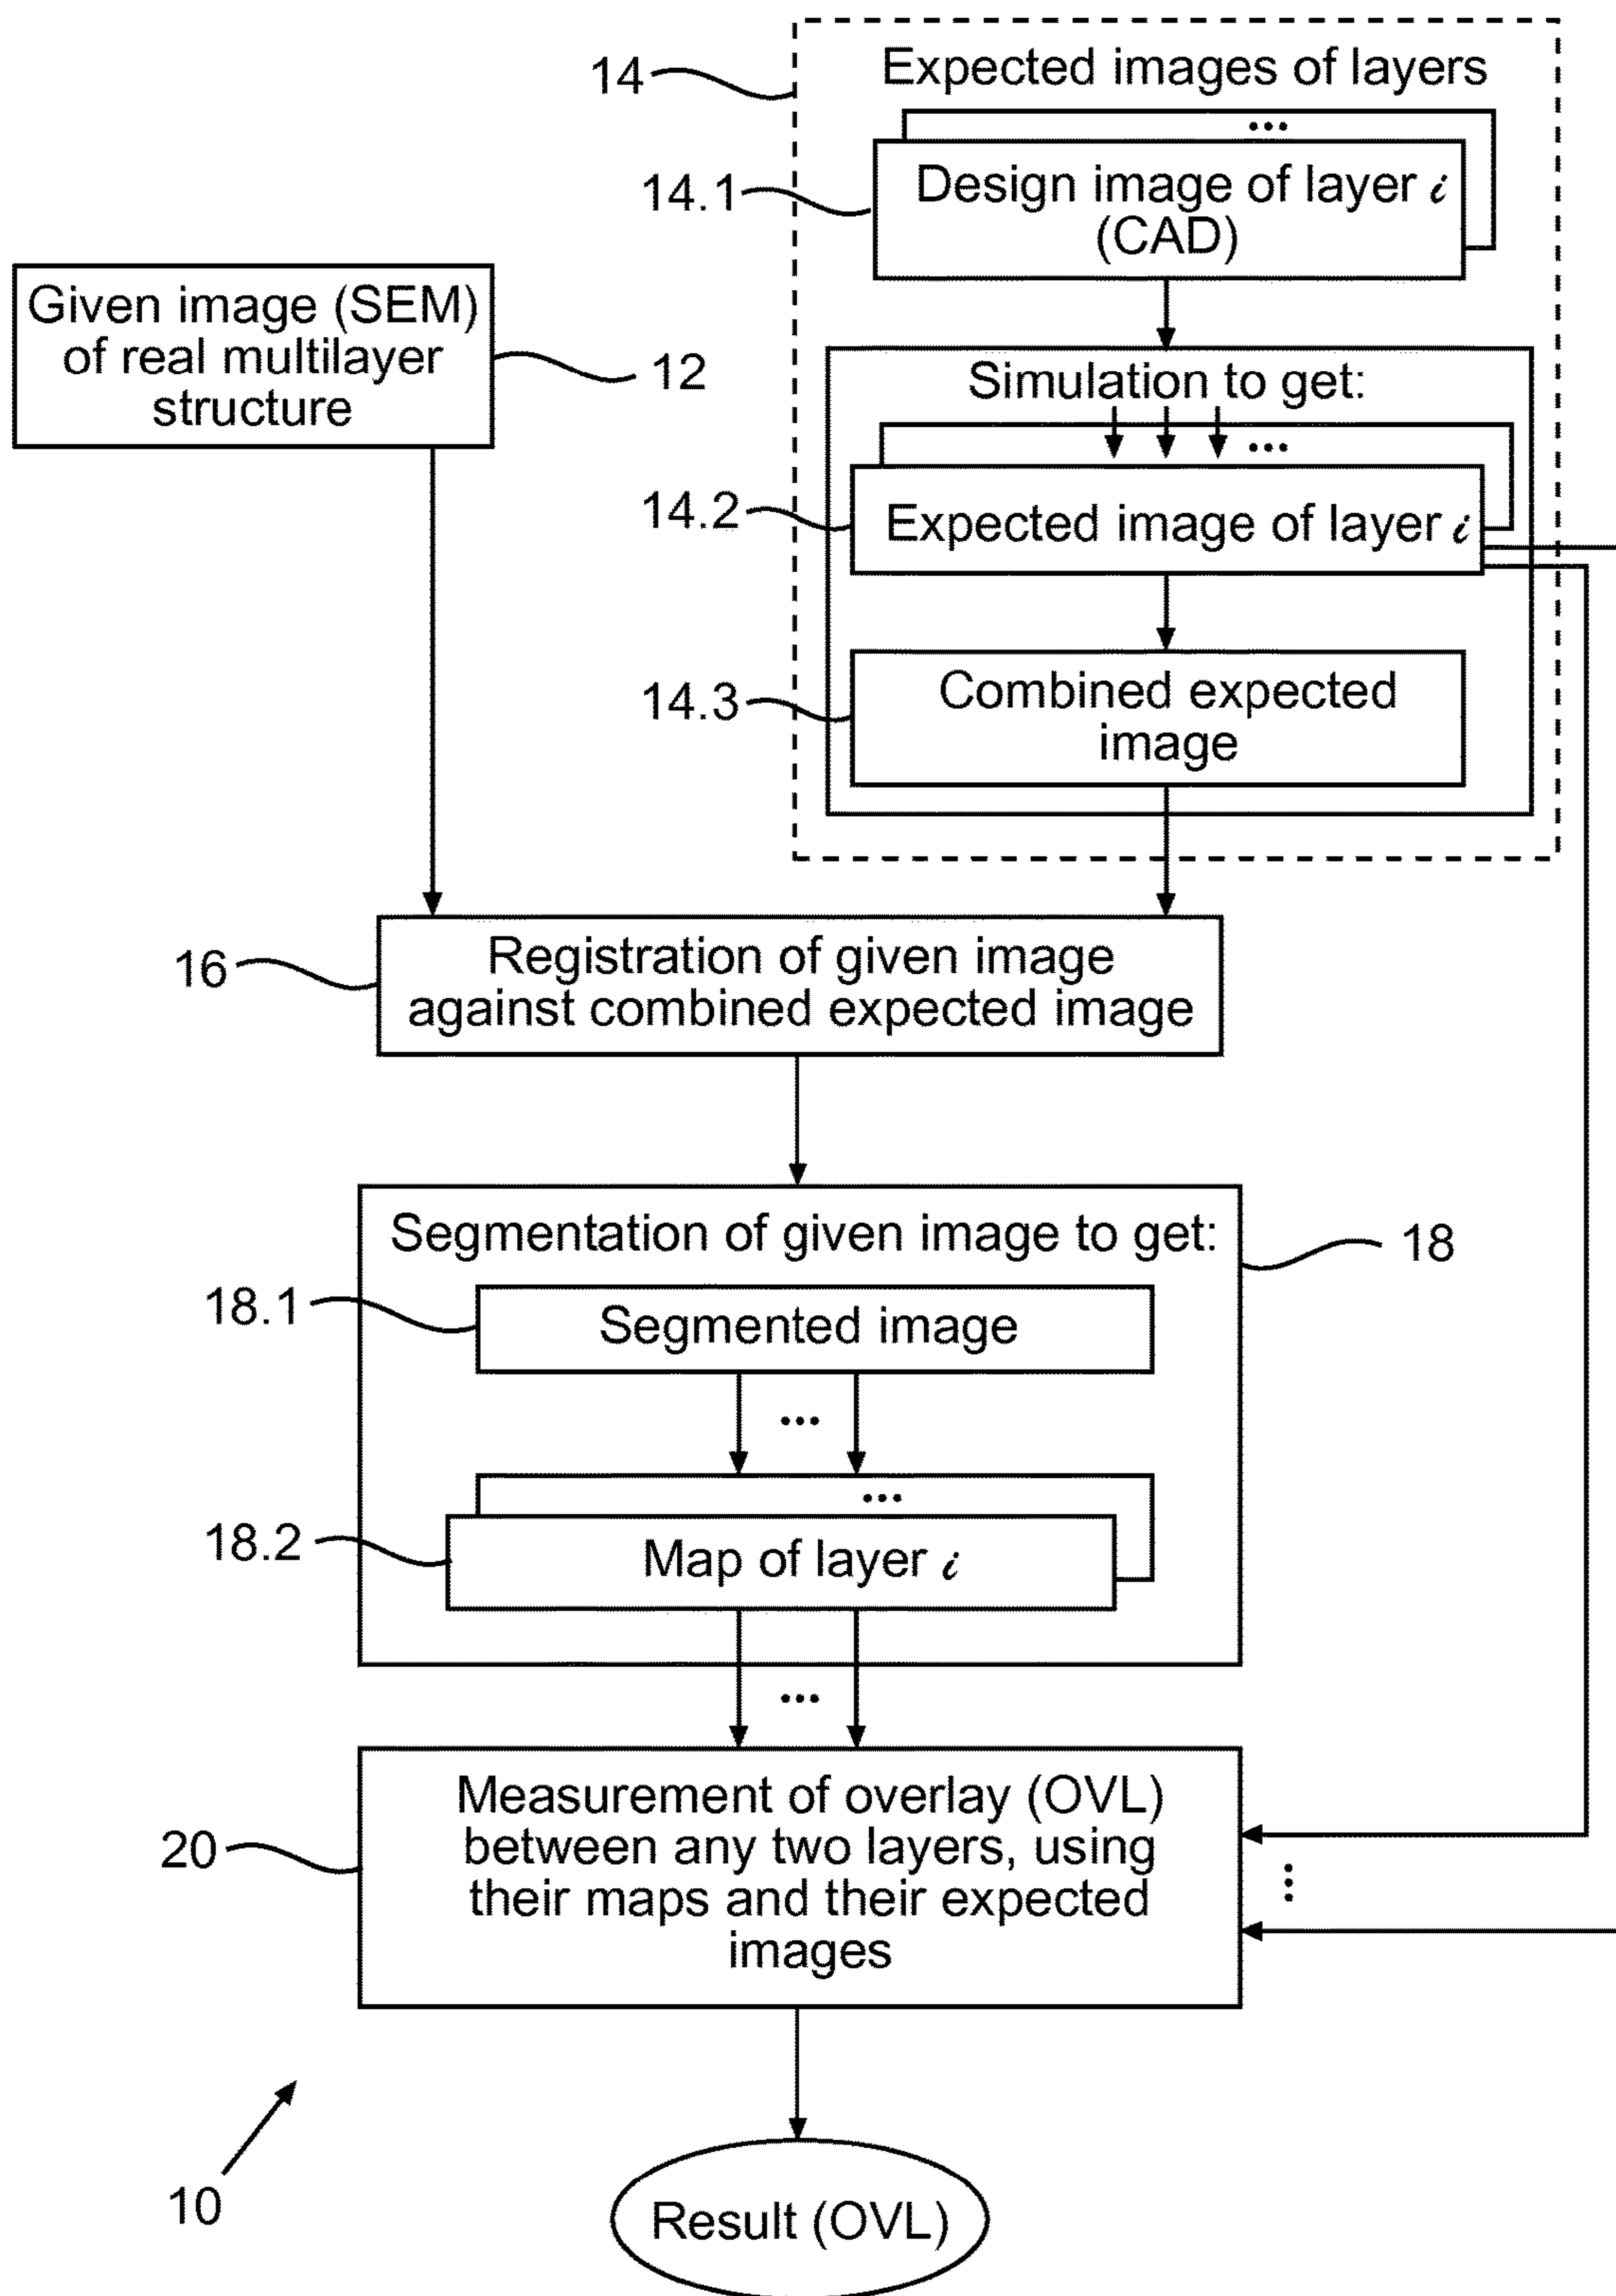 14
Expected images of layers
...
14.1
Design image of layer i
(CAD)
Given image (SEM)
of real multilayer
structure
12
Simulation to get:
...
14.2
Expected image of layer i
14.3
Combined expected
image
16
Registration of given image
against combined expected image
Segmentation of given image to get:
18
18.1
Segmented image
...
...
18.2
Map of layer i
...
20
Measurement of overlay (OVL)
between any two layers, using
their maps and their expected
images
...
10
Result (OVL)